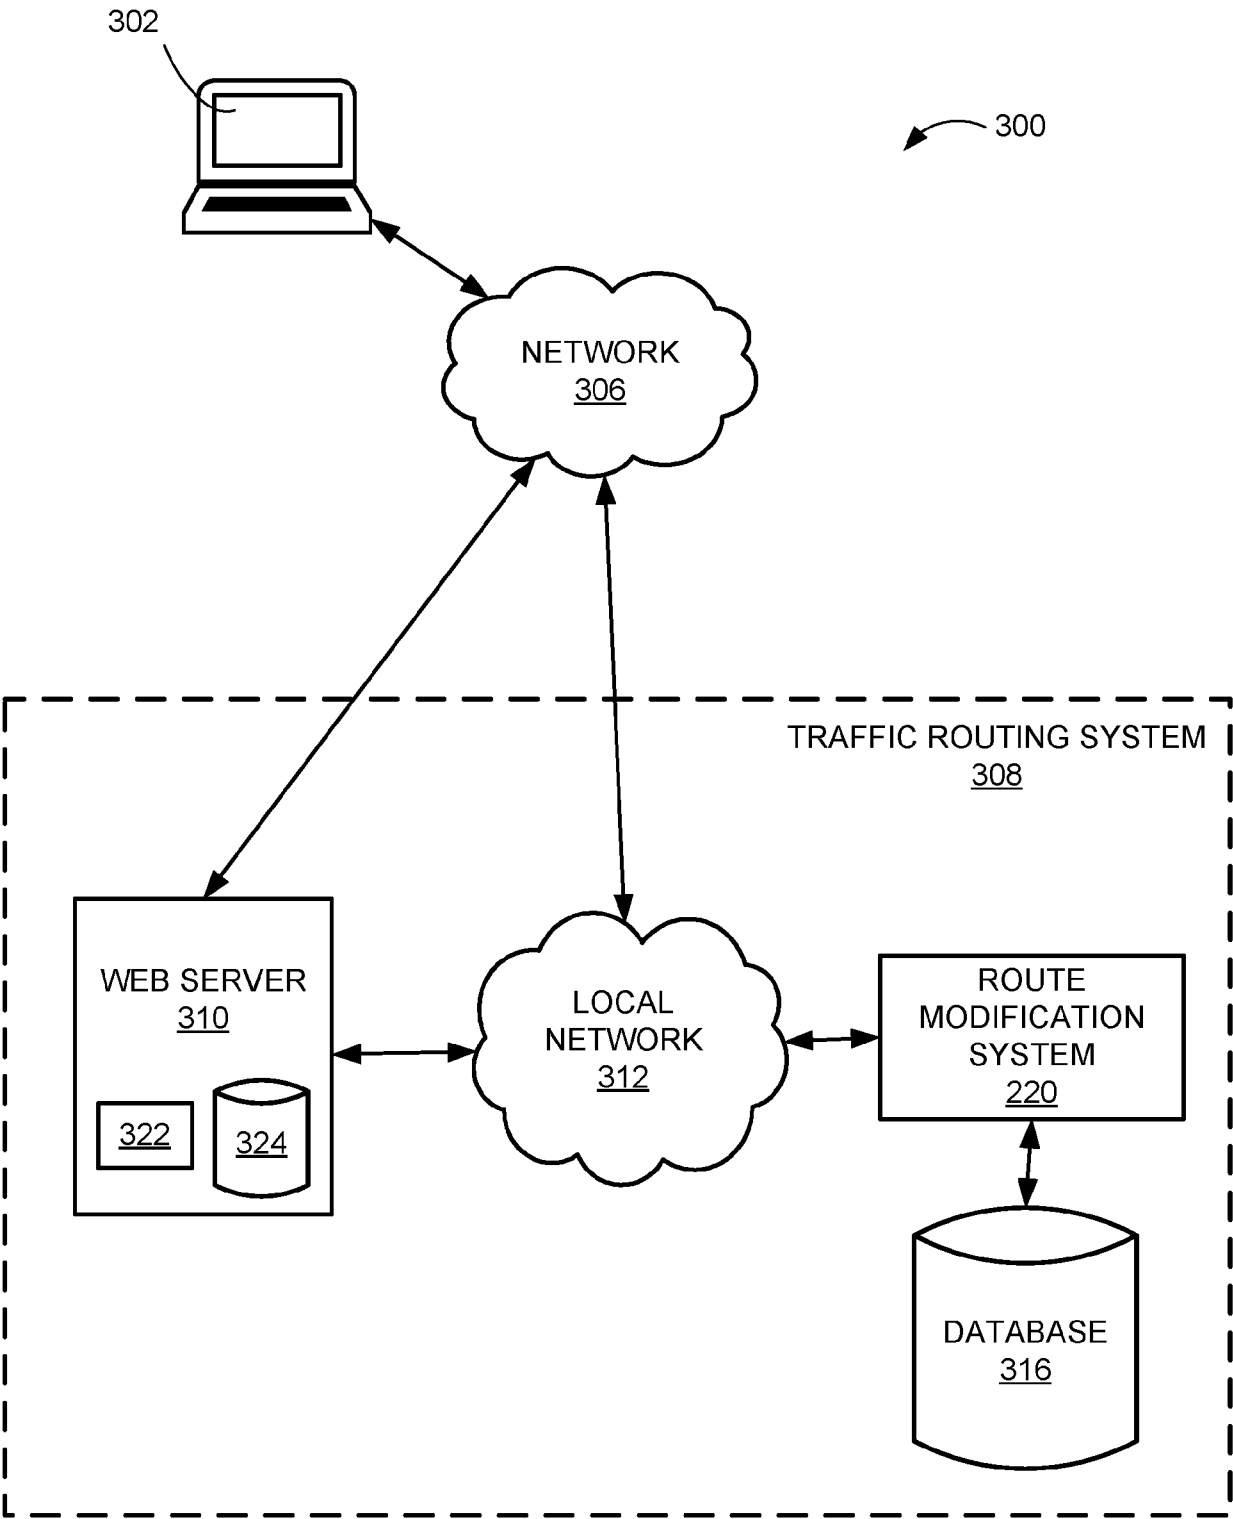 302
300
NETWORK
306
TRAFFIC ROUTING SYSTEM
308
WEB SERVER
310
322
324
LOCAL
NETWORK
312
ROUTE
MODIFICATION
SYSTEM
220
DATABASE
316